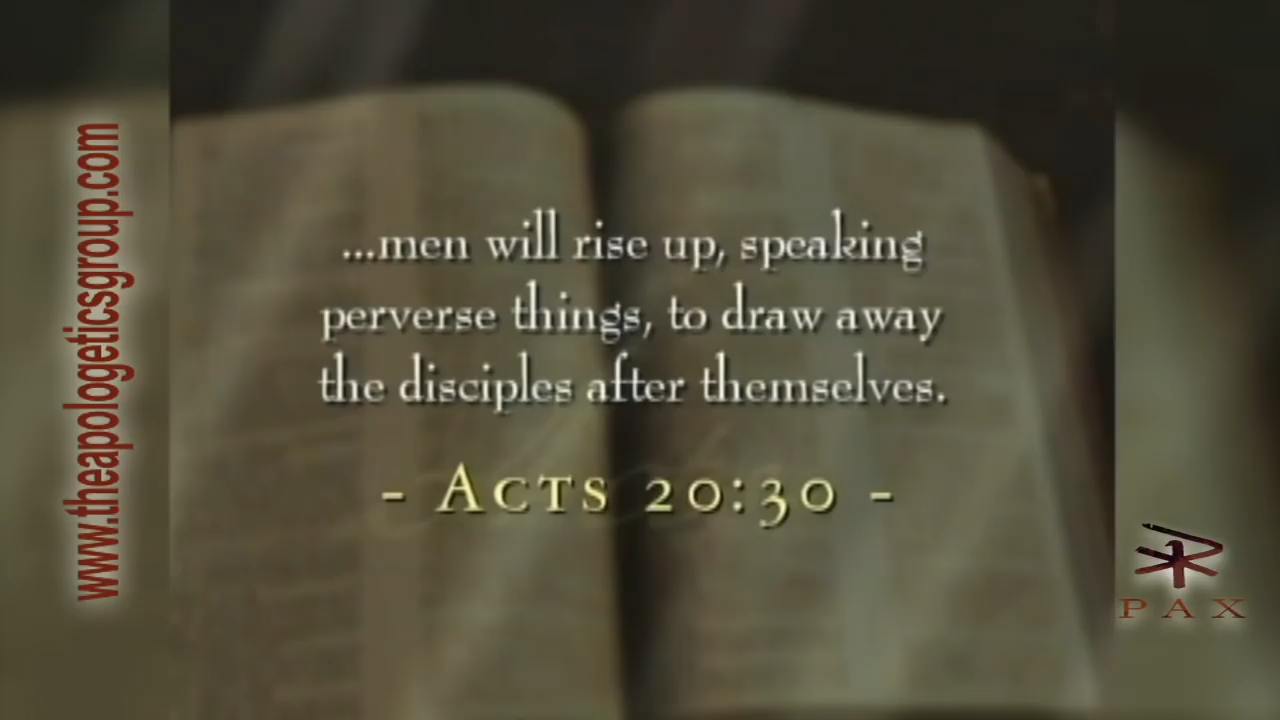 ...men will rise up, speaking
perverse things, to draw away
the disciples after themselves.
- ACTS 20:30 -
www.theapologeticsgroup.com
PAX